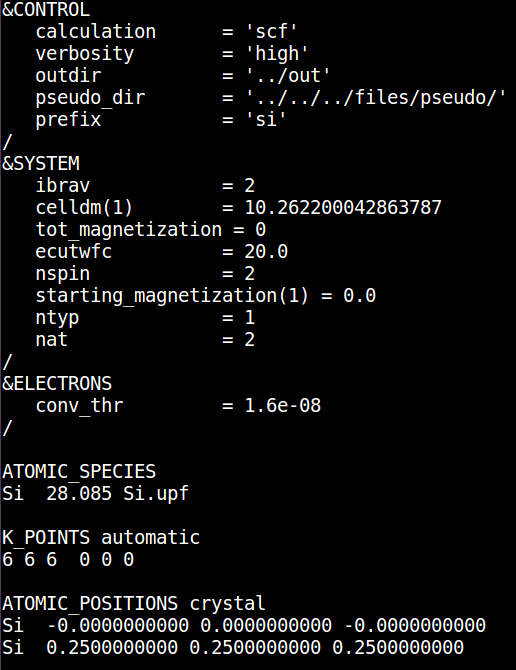 &CONTROL
   calculation      = 'scf'
   verbosity        = 'high'
   outdir           = '../out'
   pseudo_dir       = '../../../files/pseudo/'
   prefix           = 'si'
/
&SYSTEM
   ibrav            = 2
   celldm(1)        = 10.262200042863787
   tot_magnetization = 0
   ecutwfc          = 20.0
   nspin            = 2
   starting_magnetization(1) = 0.0
   ntyp             = 1
   nat              = 2
/
&ELECTRONS
   conv_thr         = 1.6e-08
/

ATOMIC_SPECIES
Si  28.085 Si.upf

K_POINTS automatic
6 6 6  0 0 0

ATOMIC_POSITIONS crystal
Si  -0.0000000000 0.0000000000 -0.0000000000
Si  0.2500000000 0.2500000000 0.2500000000